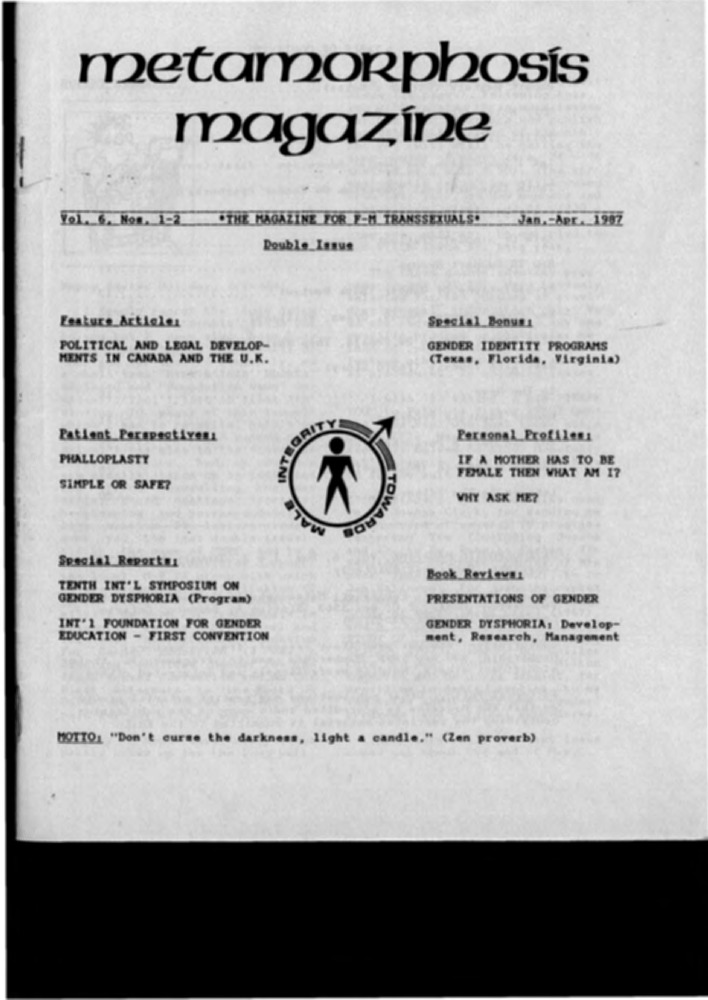 metamorphosis
magazine
Vol. 6, Nos. 1-2 *THE MAGAZINE FOR F-M TRANSSEXUALS* Jan.-Apr. 1987
Double Issue
Feature Article:
POLITICAL AND LEGAL DEVELOP-
MENTS IN CANADA AND THE U.K.
Special Bonus:
GENDER IDENTITY PROGRAMS
(Texas, Florida, Virginia)
Patient Perspectives:
PHALLOPLASTY
SIMPLE OR SAFE?
TOWARDS MALE INTEGRITY
Personal Profiles:
IF A MOTHER HAS TO BE
FEMALE THEN WHAT AM I?
WHY ASK ME?
Special Reports:
TENTH INT'L SYMPOSIUM ON
GENDER DYSPHORIA (Program)
INT'l FOUNDATION FOR GENDER
EDUCATION - FIRST CONVENTION
Book Reviews:
PRESENTATIONS OF GENDER
GENDER DYSPHORIA: Develop-
ment, Research, Management
MOTTO: "Don't curse the darkness, light a candle." (Zen proverb)